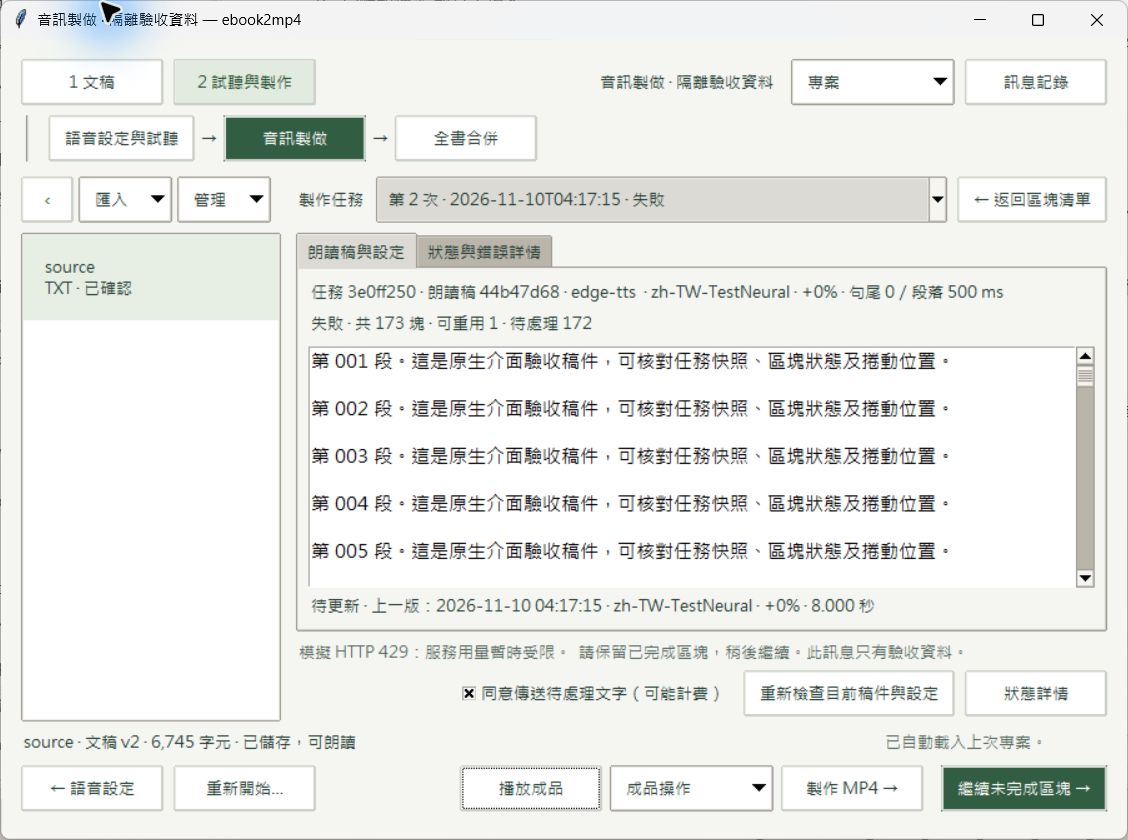 音訊製做 · 隔離驗收資料 — ebook2mp4
1 文稿
2 試聽與製作
音訊製做 · 隔離驗收資料
專案
訊息記錄
語音設定與試聽
→
音訊製做
→
全書合併
‹
匯入
管理
製作任務
第 2 次 · 2026-11-10T04:17:15 · 失敗
← 返回區塊清單
source
TXT · 已確認
朗讀稿與設定
狀態與錯誤詳情
任務 3e0ff250 · 朗讀稿 44b47d68 · edge-tts · zh-TW-TestNeural · +0% · 句尾 0 / 段落 500 ms
失敗 · 共 173 塊 · 可重用 1 · 待處理 172
第 001 段。這是原生介面驗收稿件，可核對任務快照、區塊狀態及捲動位置。
第 002 段。這是原生介面驗收稿件，可核對任務快照、區塊狀態及捲動位置。
第 003 段。這是原生介面驗收稿件，可核對任務快照、區塊狀態及捲動位置。
第 004 段。這是原生介面驗收稿件，可核對任務快照、區塊狀態及捲動位置。
第 005 段。這是原生介面驗收稿件，可核對任務快照、區塊狀態及捲動位置。
待更新 · 上一版：2026-11-10 04:17:15 · zh-TW-TestNeural · +0% · 8.000 秒
模擬 HTTP 429：服務用量暫時受限。 請保留已完成區塊，稍後繼續。此訊息只有驗收資料。
同意傳送待處理文字（可能計費）
重新檢查目前稿件與設定
狀態詳情
source · 文稿 v2 · 6,745 字元 · 已儲存，可朗讀
已自動載入上次專案。
← 語音設定
重新開始...
播放成品
成品操作
製作 MP4 →
繼續未完成區塊 →